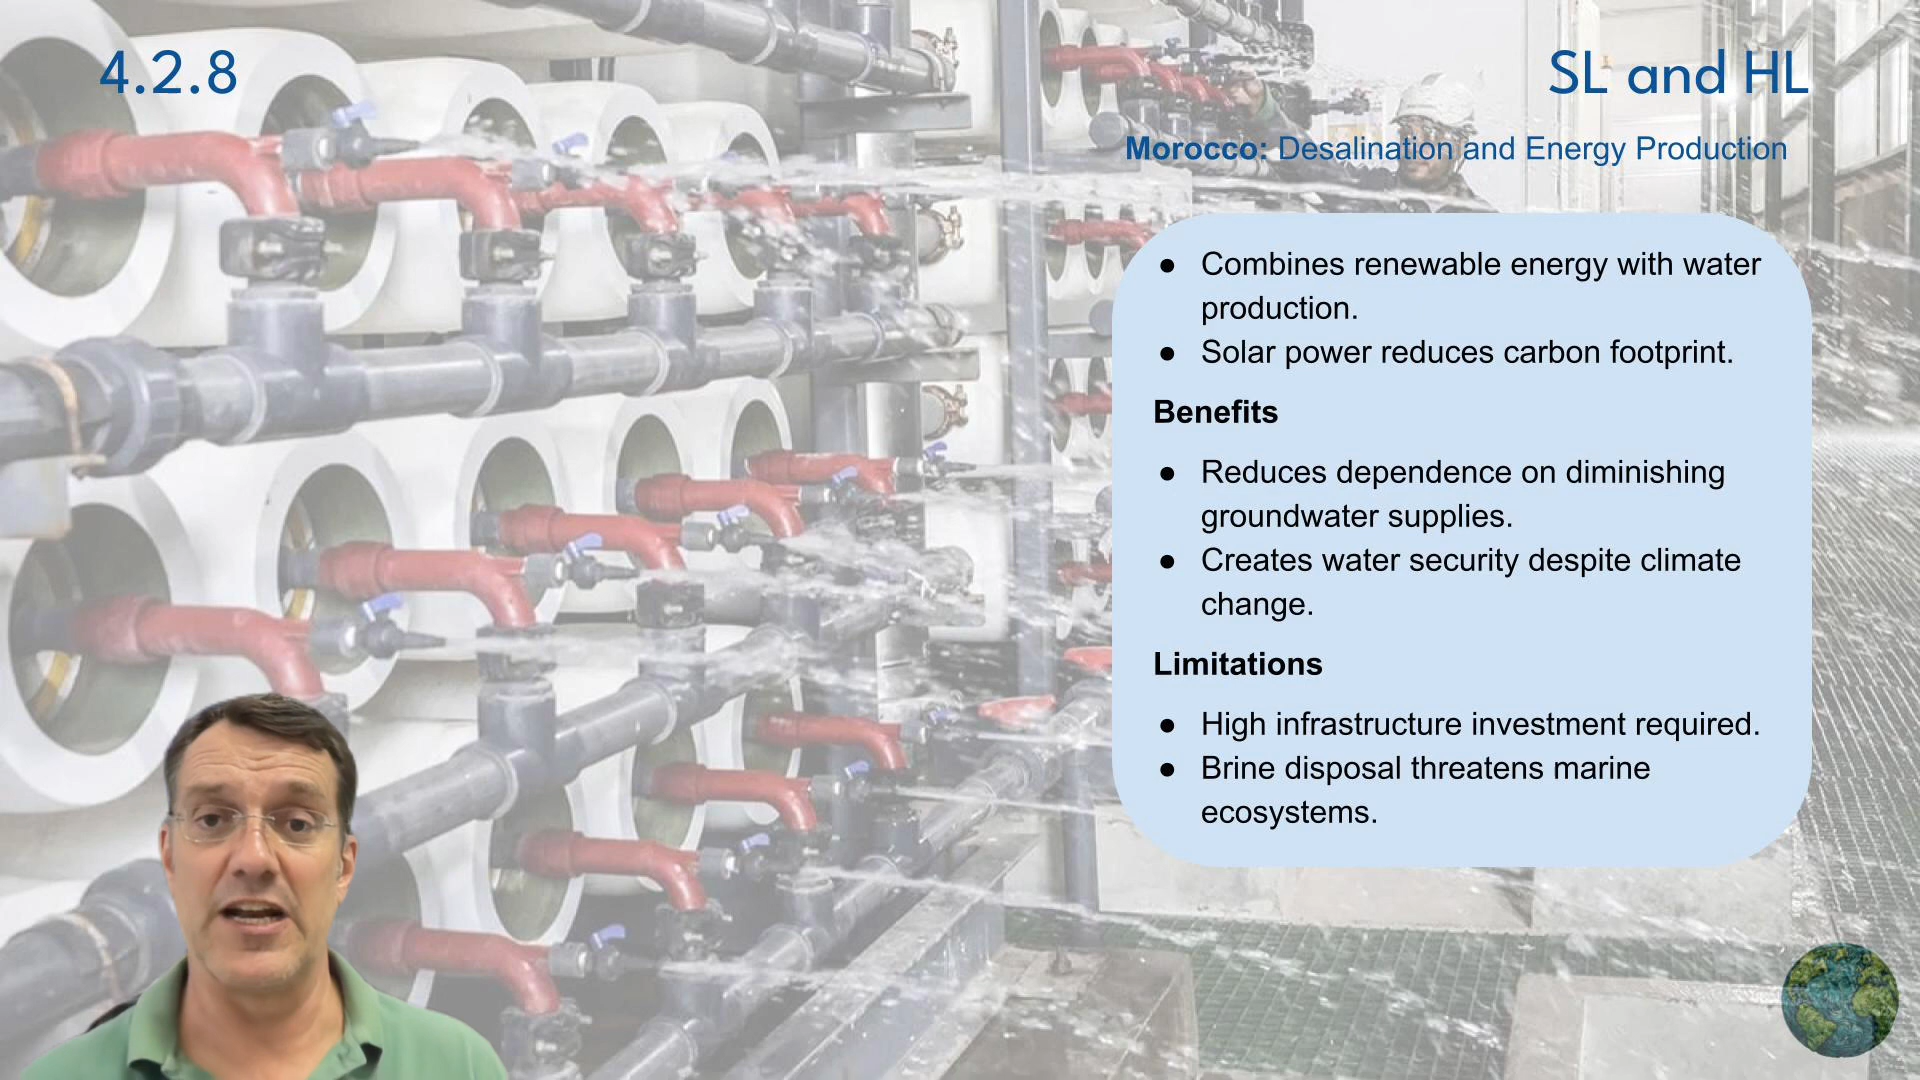 4.2.8
SL and HL
Morocco: Desalination and Energy Production
● Combines renewable energy with water
production.
● Solar power reduces carbon footprint.
Benefits
● Reduces dependence on diminishing
groundwater supplies.
● Creates water security despite climate
change.
Limitations
● High infrastructure investment required.
● Brine disposal threatens marine
ecosystems.